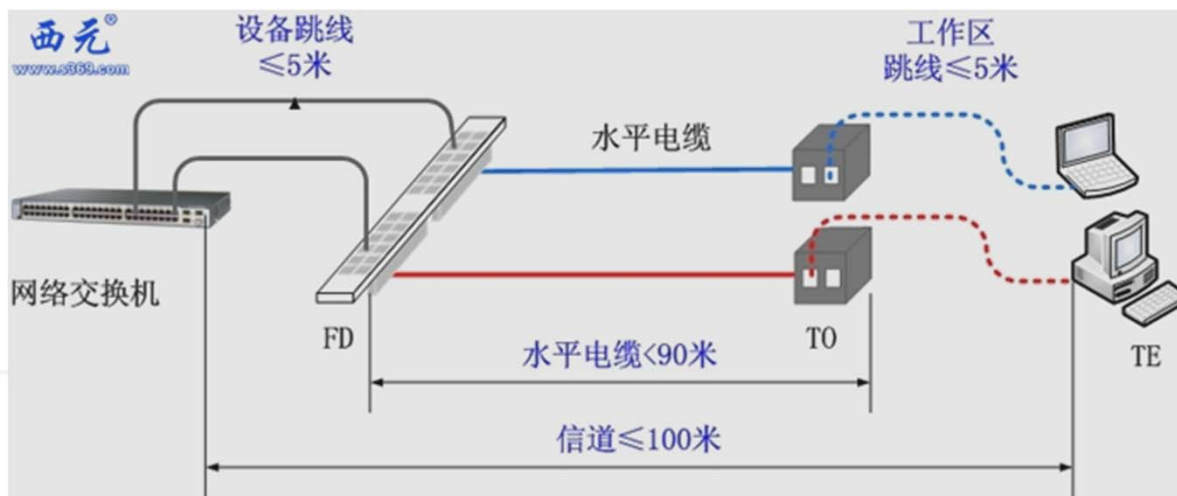 西元®
www.s369.com
设备跳线
≤5米
工作区
跳线≤5米
水平电缆
网络交换机
FD
TO
TE
水平电缆<90米
信道≤100米